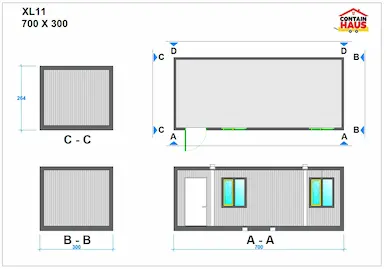 XL11
700 X 300
CONTAIN
HAUS
D
D
C
B
C
B
A
A
264
C - C
B - B
300
A - A
700